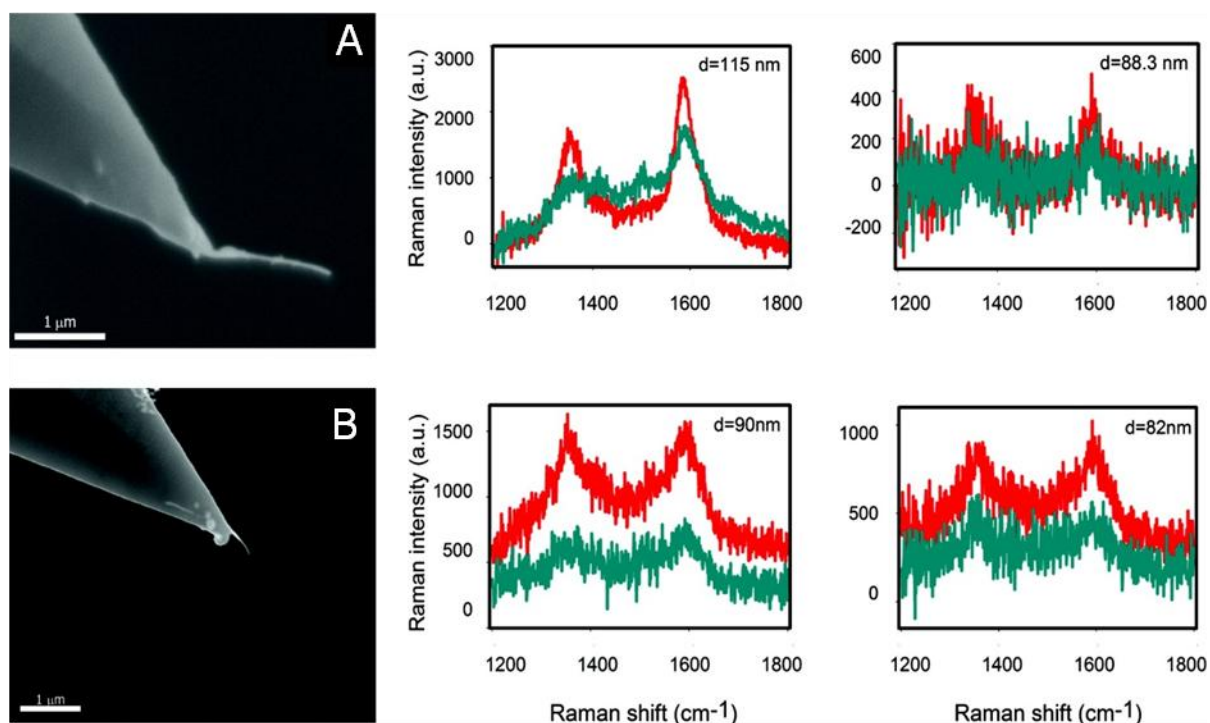 A
1 μm
Raman intensity (a.u.)
3000
2000
1000
0
d=115 nm
1200 1400 1600 1800
600
400
200
0
-200
d=88.3 nm
1200 1400 1600 1800
B
1 μm
Raman intensity (a.u.)
1500
1000
500
0
d=90nm
1200 1400 1600 1800
Raman shift (cm-1)
1000
500
0
d=82nm
1200 1400 1600 1800
Raman shift (cm-1)